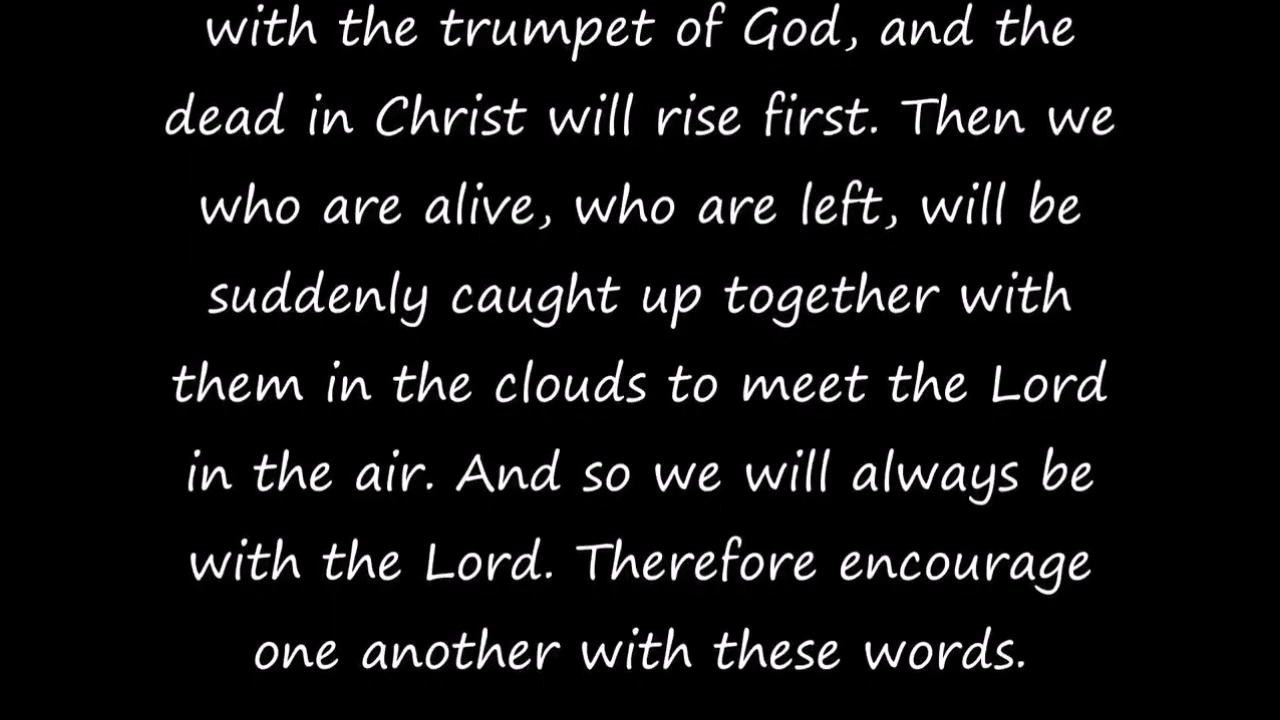 with the trumpet of God, and the
dead in Christ will rise first. Then we
who are alive, who are left, will be
suddenly caught up together with
them in the clouds to meet the Lord
in the air. And so we will always be
with the Lord. Therefore encourage
one another with these words.